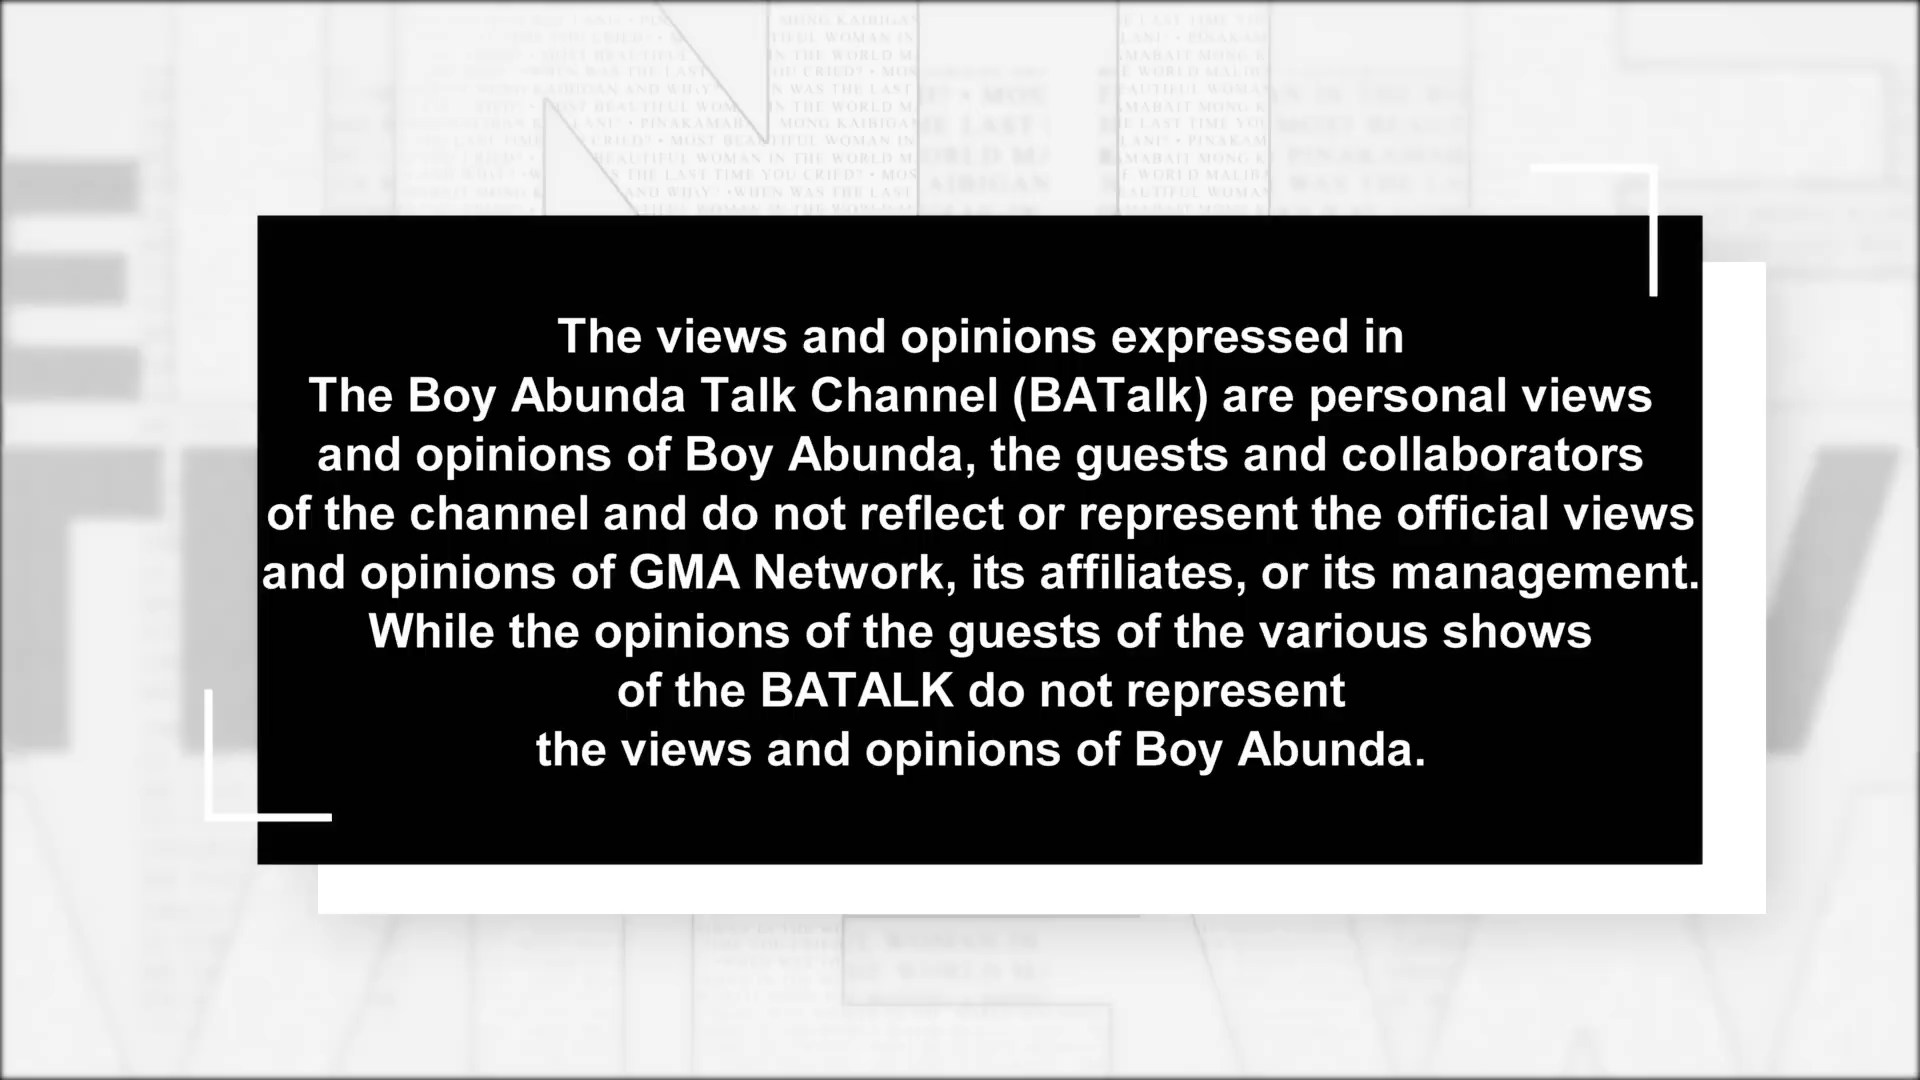 The views and opinions expressed in
The Boy Abunda Talk Channel (BATalk) are personal views
and opinions of Boy Abunda, the guests and collaborators
of the channel and do not reflect or represent the official views
and opinions of GMA Network, its affiliates, or its management.
While the opinions of the guests of the various shows
of the BATALK do not represent
the views and opinions of Boy Abunda.